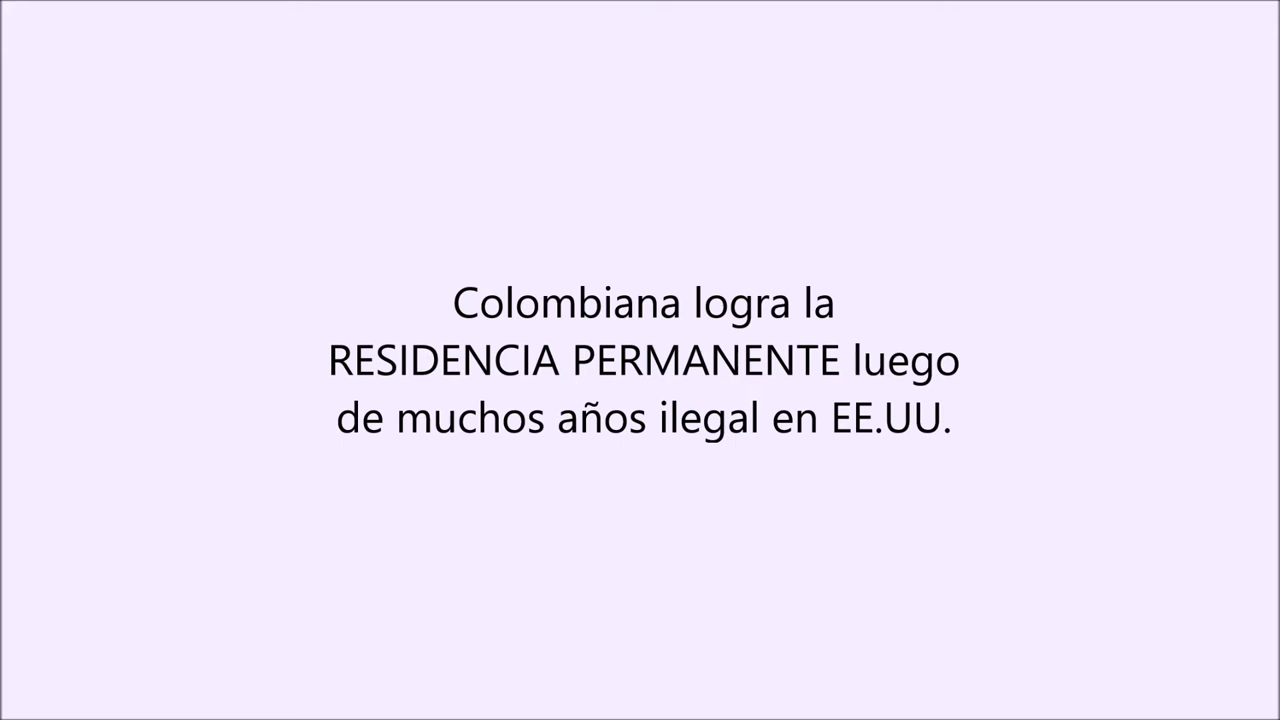 Colombiana logra la
RESIDENCIA PERMANENTE luego
de muchos años ilegal en EE.UU.